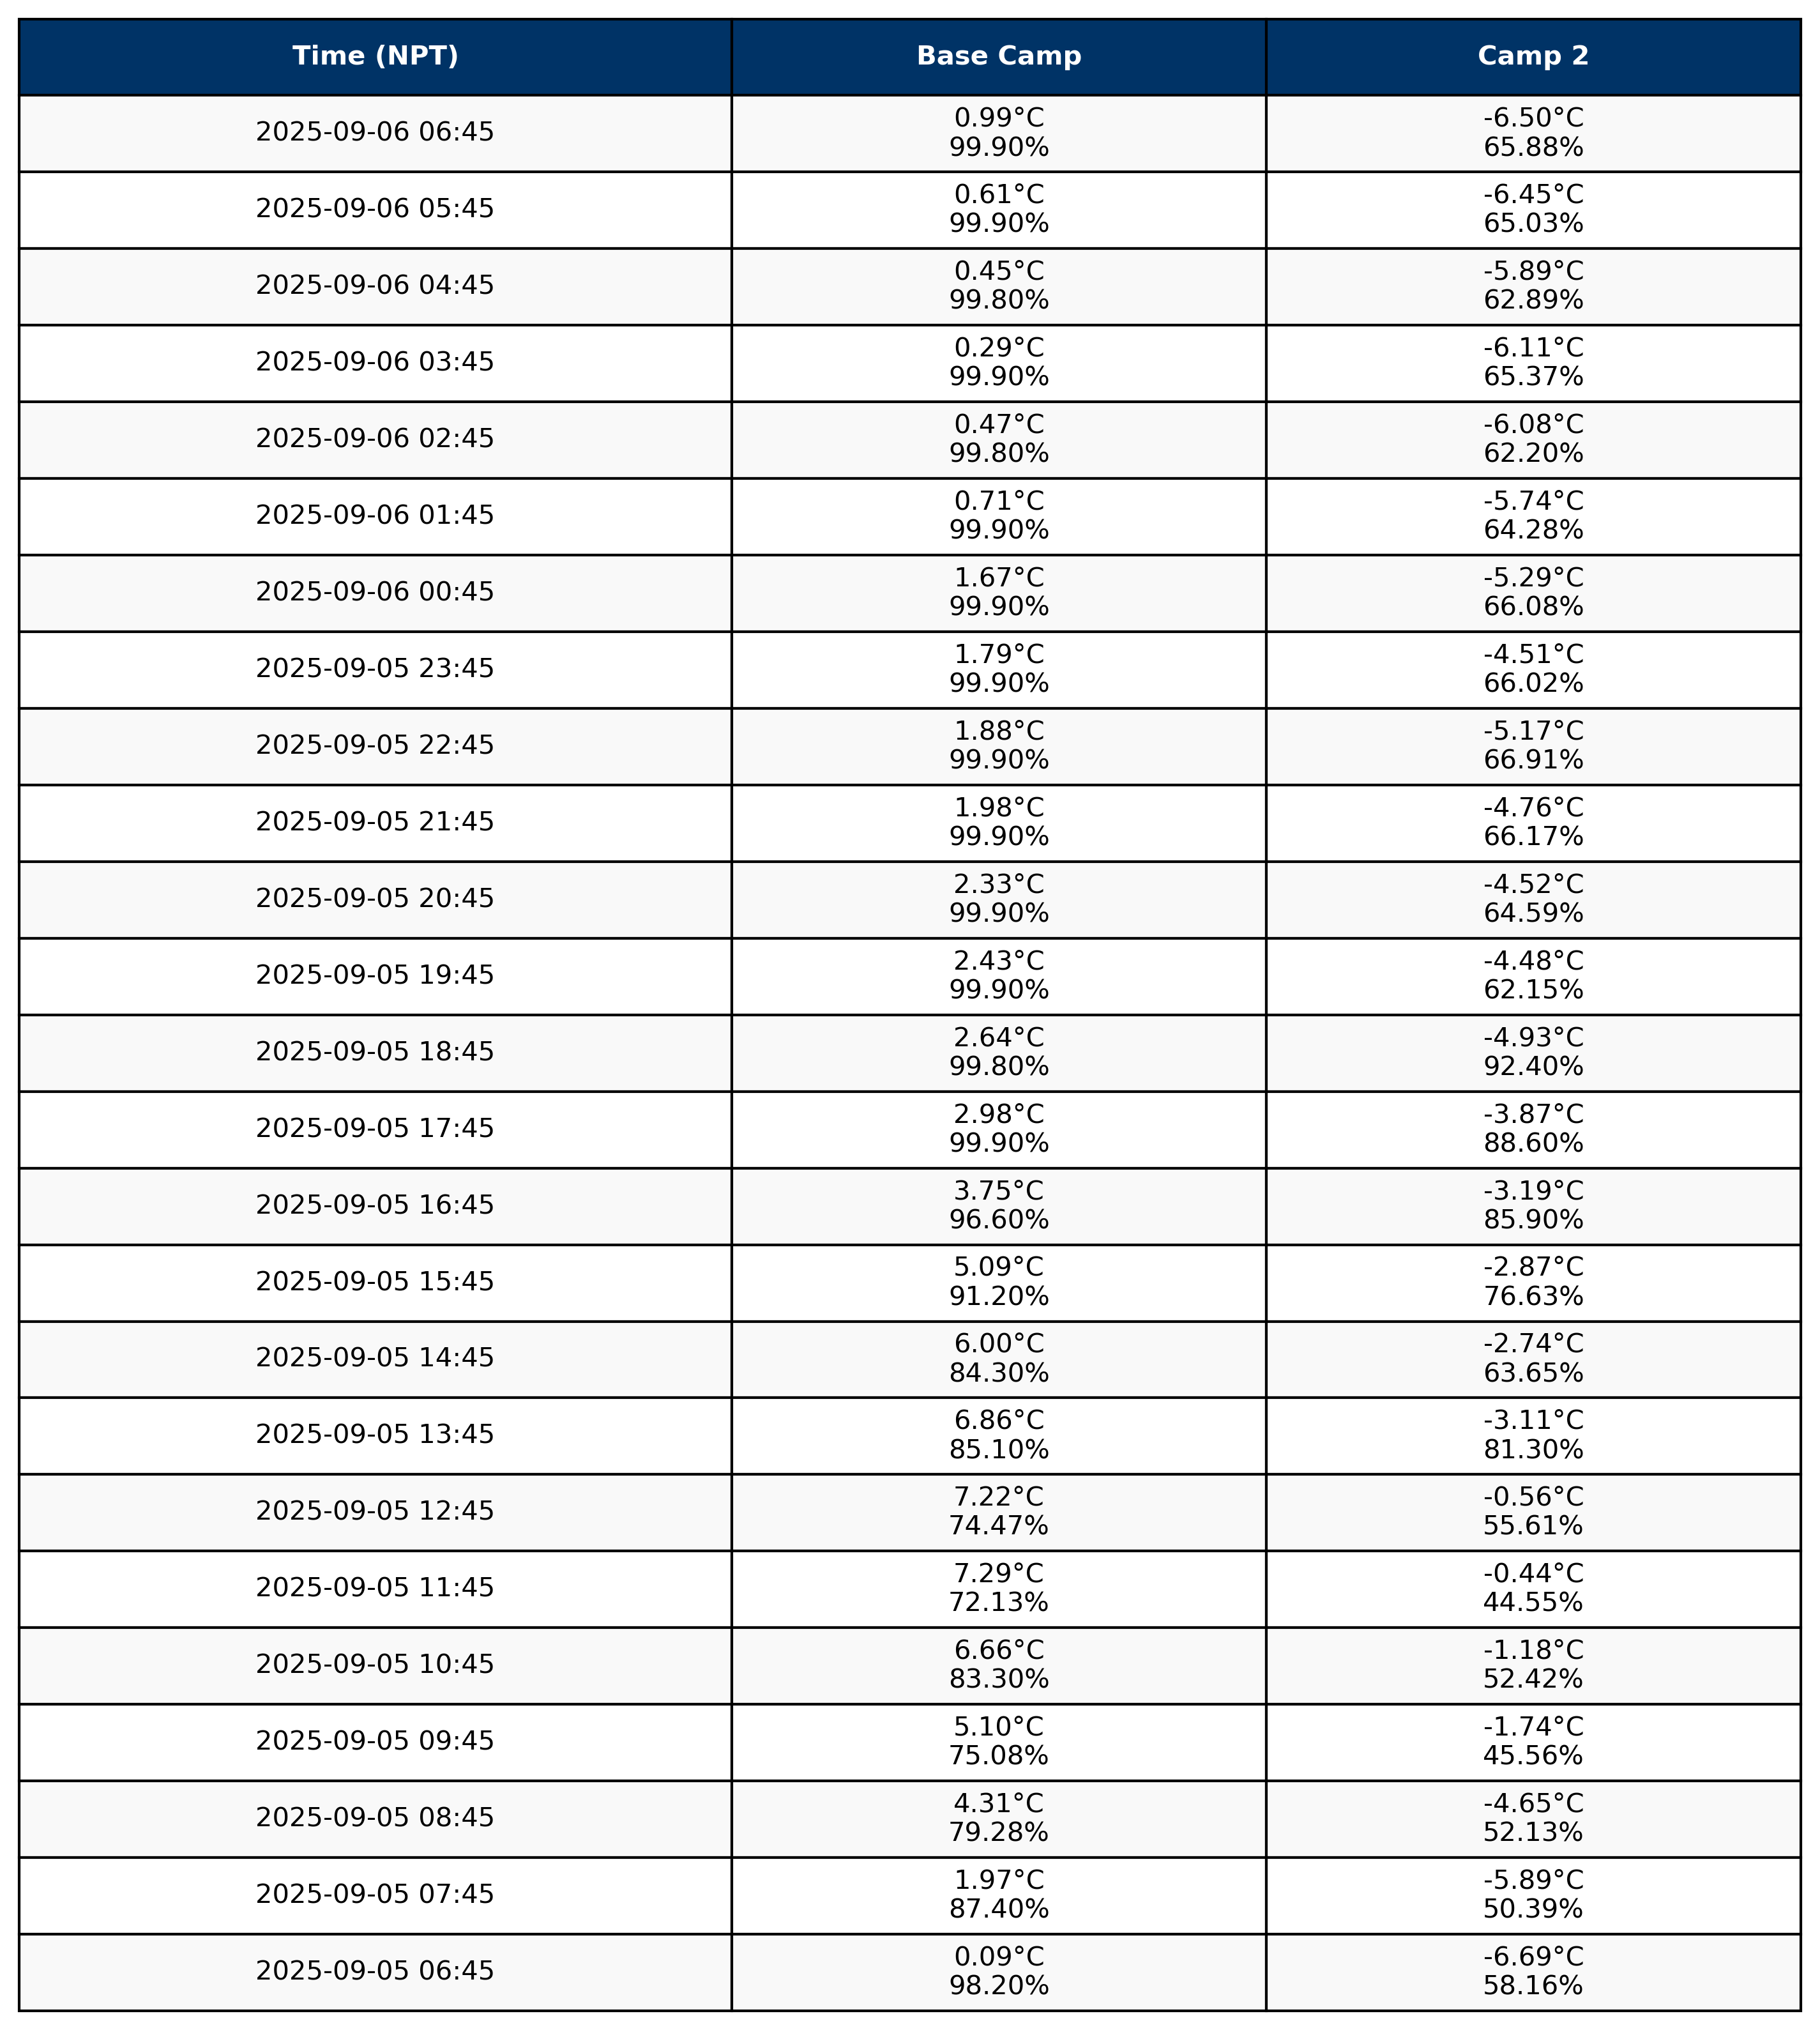 Time (NPT) Base Camp Camp 2
2025-09-06 06:45 0.99°C -6.50°C
99.90% 65.88%
2025-09-06 05:45 0.61°C -6.45°C
99.90% 65.03%
2025-09-06 04:45 0.45°C -5.89°C
99.80% 62.89%
2025-09-06 03:45 0.29°C -6.11°C
99.90% 65.37%
2025-09-06 02:45 0.47°C -6.08°C
99.80% 62.20%
2025-09-06 01:45 0.71°C -5.74°C
99.90% 64.28%
2025-09-06 00:45 1.67°C -5.29°C
99.90% 66.08%
2025-09-05 23:45 1.79°C -4.51°C
99.90% 66.02%
2025-09-05 22:45 1.88°C -5.17°C
99.90% 66.91%
2025-09-05 21:45 1.98°C -4.76°C
99.90% 66.17%
2025-09-05 20:45 2.33°C -4.52°C
99.90% 64.59%
2025-09-05 19:45 2.43°C -4.48°C
99.90% 62.15%
2025-09-05 18:45 2.64°C -4.93°C
99.80% 92.40%
2025-09-05 17:45 2.98°C -3.87°C
99.90% 88.60%
2025-09-05 16:45 3.75°C -3.19°C
96.60% 85.90%
2025-09-05 15:45 5.09°C -2.87°C
91.20% 76.63%
2025-09-05 14:45 6.00°C -2.74°C
84.30% 63.65%
2025-09-05 13:45 6.86°C -3.11°C
85.10% 81.30%
2025-09-05 12:45 7.22°C -0.56°C
74.47% 55.61%
2025-09-05 11:45 7.29°C -0.44°C
72.13% 44.55%
2025-09-05 10:45 6.66°C -1.18°C
83.30% 52.42%
2025-09-05 09:45 5.10°C -1.74°C
75.08% 45.56%
2025-09-05 08:45 4.31°C -4.65°C
79.28% 52.13%
2025-09-05 07:45 1.97°C -5.89°C
87.40% 50.39%
2025-09-05 06:45 0.09°C -6.69°C
98.20% 58.16%